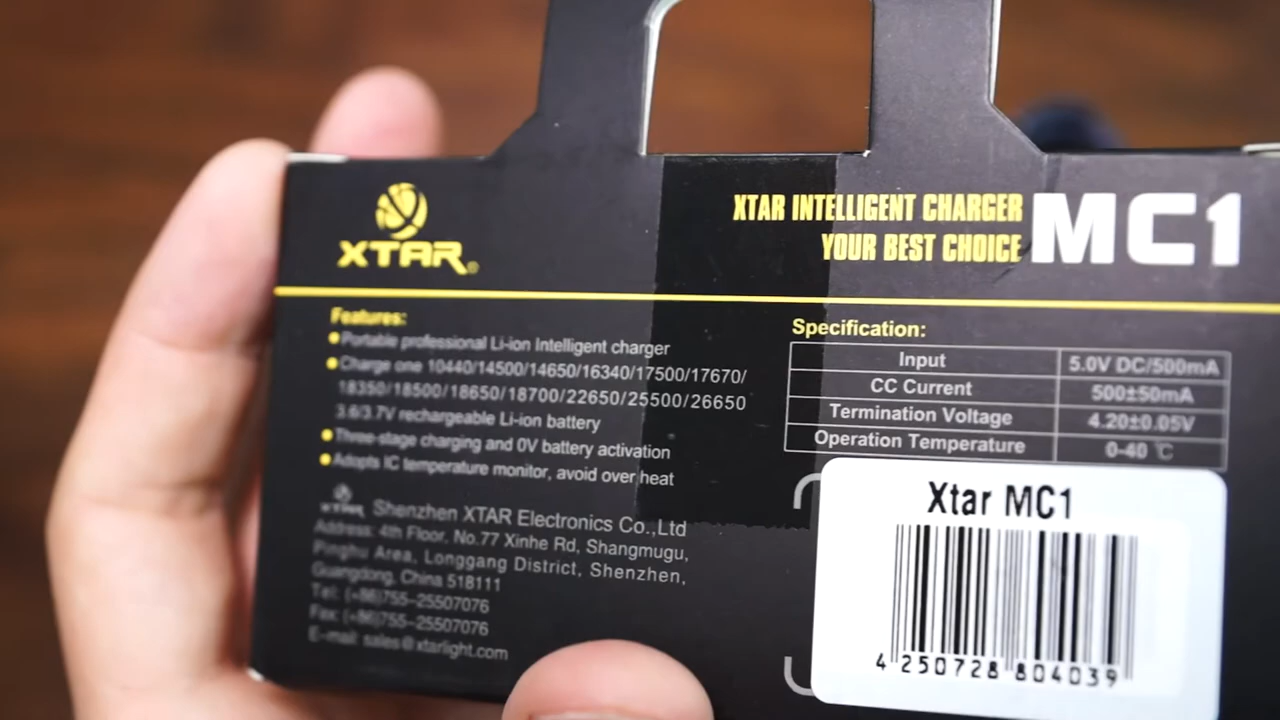 XTAR®
XTAR INTELLIGENT CHARGER
YOUR BEST CHOICE
MC1
Features:
Portable professional Li-ion Intelligent charger
Charge one 10440/14500/14650/16340/17500/17670/
18350/18500/18650/18700/22650/25500/26650
3.6/3.7V rechargeable Li-ion battery
Three-stage charging and 0V battery activation
Adopts IC temperature monitor, avoid over heat
XTAR Shenzhen XTAR Electronics Co.,Ltd
Address: 4th Floor. No.77 Xinhe Rd, Shangmugu,
Pinghu Area, Longgang District, Shenzhen,
Guangdong, China 518111
Tel: (+86)755-25507076
Fax: (+86)755-25507076
E-mail: sales@xtarlight.com
Specification:
Input 5.0V DC/500mA
CC Current 500±50mA
Termination Voltage 4.20±0.05V
Operation Temperature 0-40 ℃
Xtar MC1
4 250728 804039